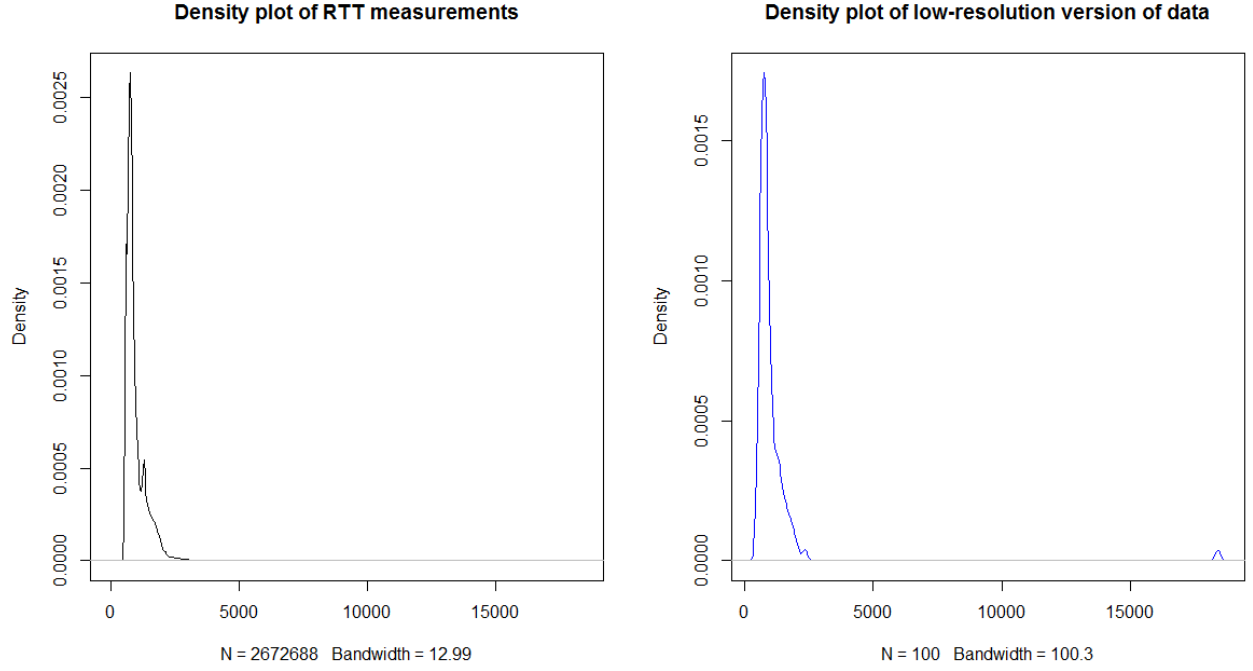 Density plot of RTT measurements
Density
0.0025
0.0020
0.0015
0.0010
0.0005
0.0000
0 5000 10000 15000
N = 2672688 Bandwidth = 12.99
Density plot of low-resolution version of data
Density
0.0015
0.0010
0.0005
0.0000
0 5000 10000 15000
N = 100 Bandwidth = 100.3